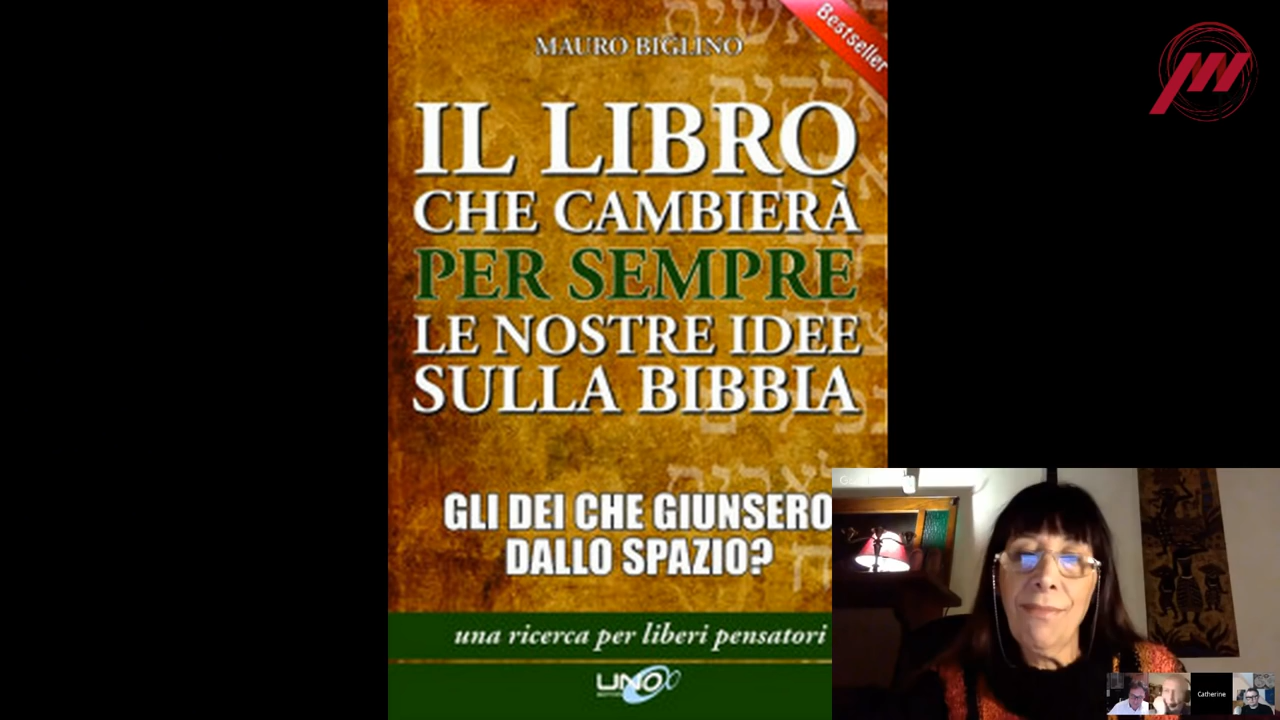 Bestseller
MAURO BIGLINO
IL LIBRO
CHE CAMBIERÀ
PER SEMPRE
LE NOSTRE IDEE
SULLA BIBBIA
GLI DEI CHE GIUNSERO
DALLO SPAZIO?
una ricerca per liberi pensatori
UNO
Catherine